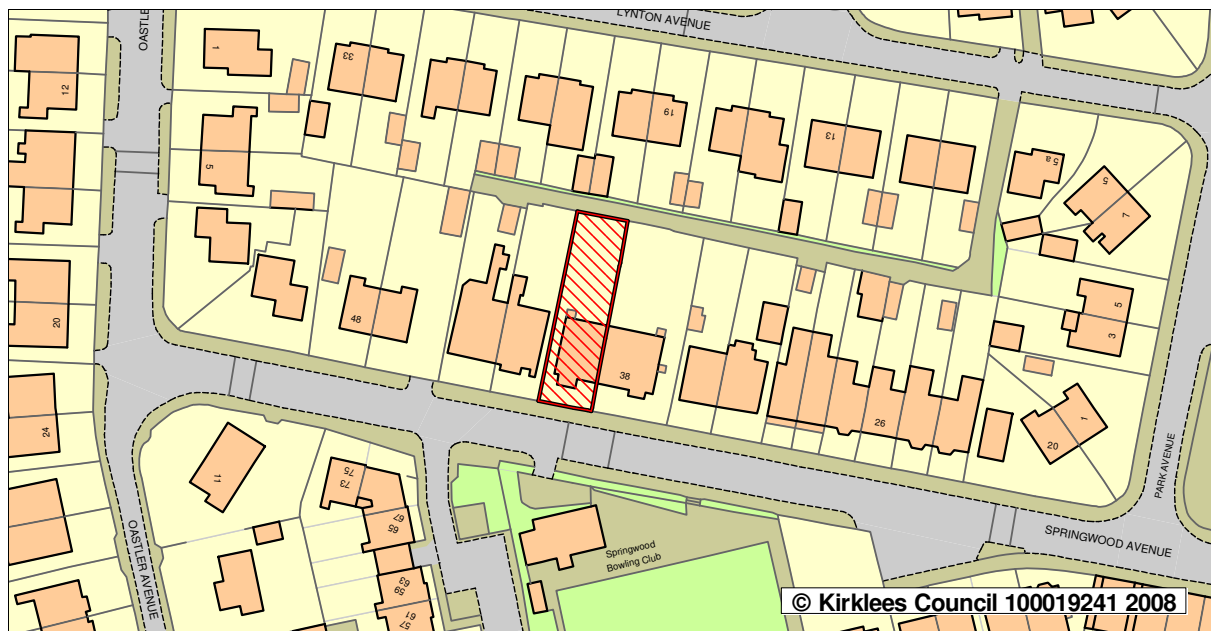 LYNTON AVENUE
OASTLE
1
33
12
19
13
5 a
5
7
5
20
48
38
5
3
26
1
20
24
11
75
73
67
65
63
59
61
57
PARK AVENUE
SPRINGWOOD AVENUE
OASTLER AVENUE
Springwood
Bowling Club
© Kirklees Council 100019241 2008